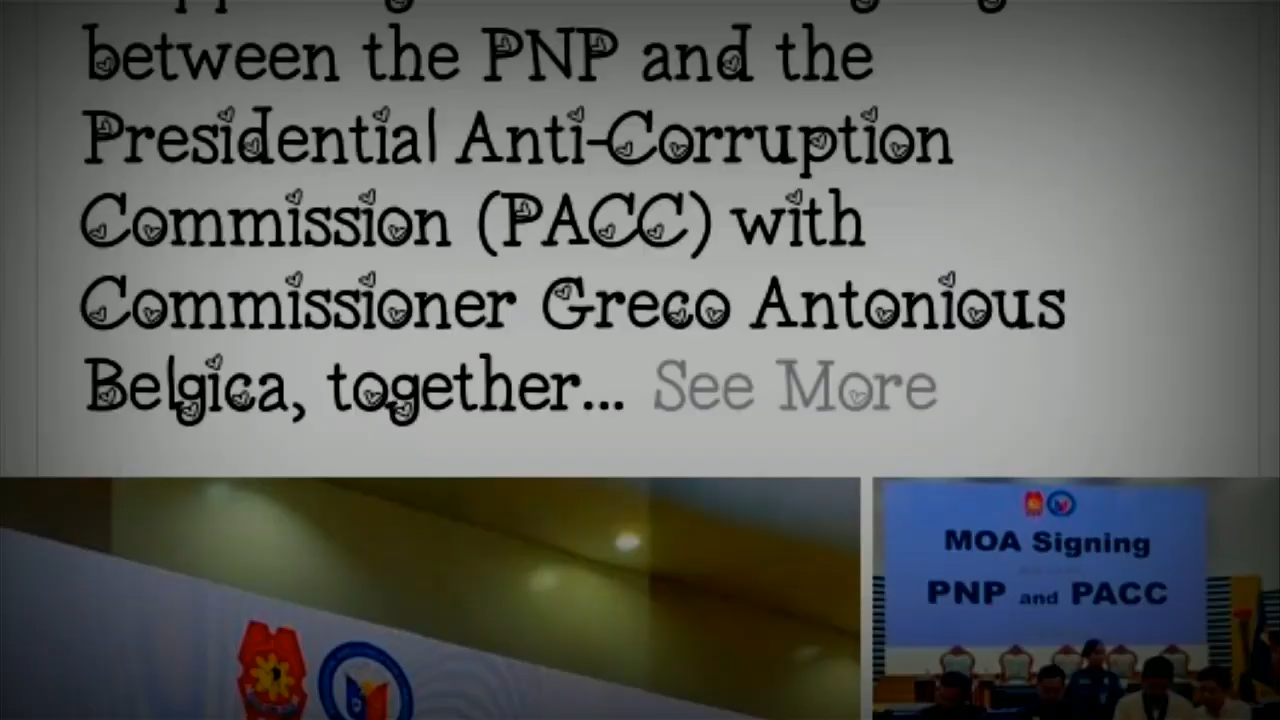 between the PNP and the
Presidential Anti-Corruption
Commission (PACC) with
Commissioner Greco Antonious
Belgica, together... See More
MOA Signing
PNP and PACC